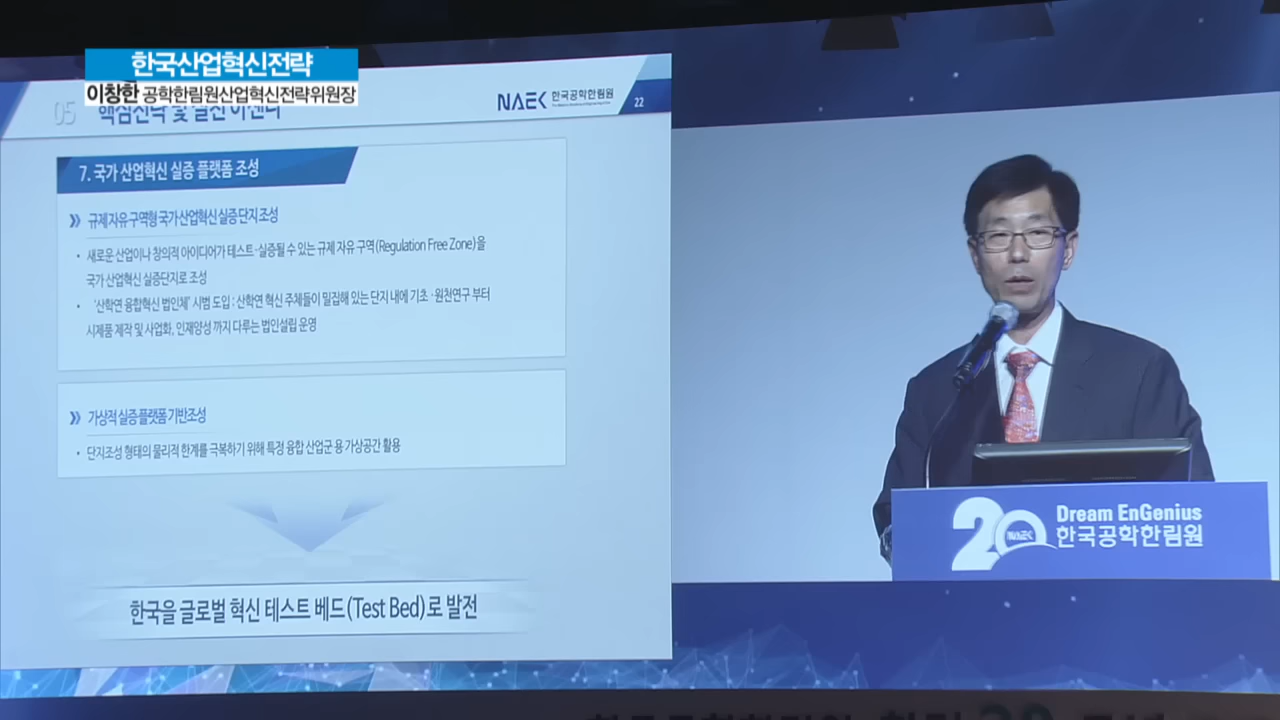 한국산업혁신전략
이창한 공학한림원산업혁신전략위원장
05
NAEK 한국공학한림원
22
7. 국가 산업혁신 실증 플랫폼 조성
» 규제 자유 구역형 국가 산업혁신 실증 단지 조성
• 새로운 산업이나 창의적 아이디어가 테스트·실증될 수 있는 규제 자유 구역(Regulation Free Zone)을
국가 산업혁신 실증단지로 조성
• '산학연 융합혁신 법인체' 시범 도입 : 산학연 혁신 주체들이 밀집해 있는 단지 내에 기초·원천연구 부터
시제품 제작 및 사업화, 인재양성 까지 다루는 법인설립 운영
» 가상적 실증 플랫폼 기반조성
• 단지조성 형태의 물리적 한계를 극복하기 위해 특정 융합 산업군 용 가상공간 활용
한국을 글로벌 혁신 테스트 베드(Test Bed)로 발전
20
NAEK
Dream EnGenius
한국공학한림원